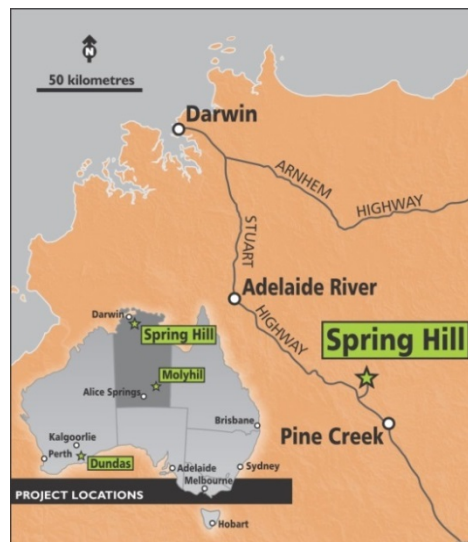 N
50 kilometres
Darwin
ARNHEM
HIGHWAY
STUART
Adelaide River
HIGHWAY
Spring Hill
Pine Creek
Darwin
Spring Hill
Molyhil
Alice Springs
Brisbane
Kalgoorlie
Perth
Dundas
Adelaide
Sydney
Melbourne
PROJECT LOCATIONS
Hobart